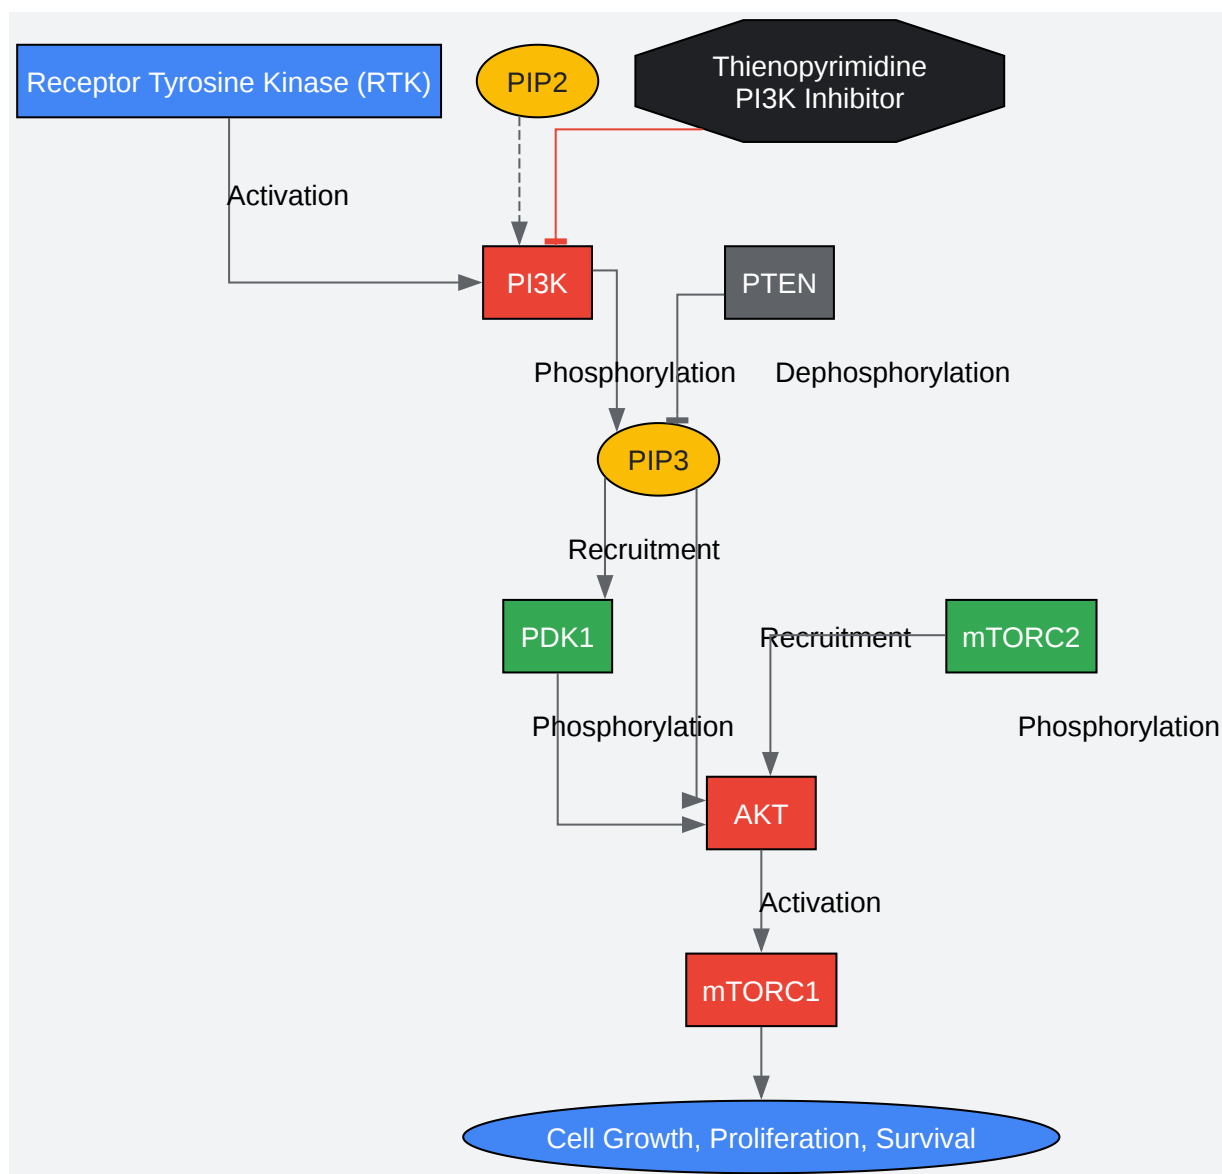 Receptor Tyrosine Kinase (RTK)
PIP2
Thienopyrimidine
PI3K Inhibitor
Activation
PI3K
PTEN
Phosphorylation
Dephosphorylation
PIP3
Recruitment
PDK1
Recruitment
mTORC2
Phosphorylation
Phosphorylation
AKT
Activation
mTORC1
Cell Growth, Proliferation, Survival